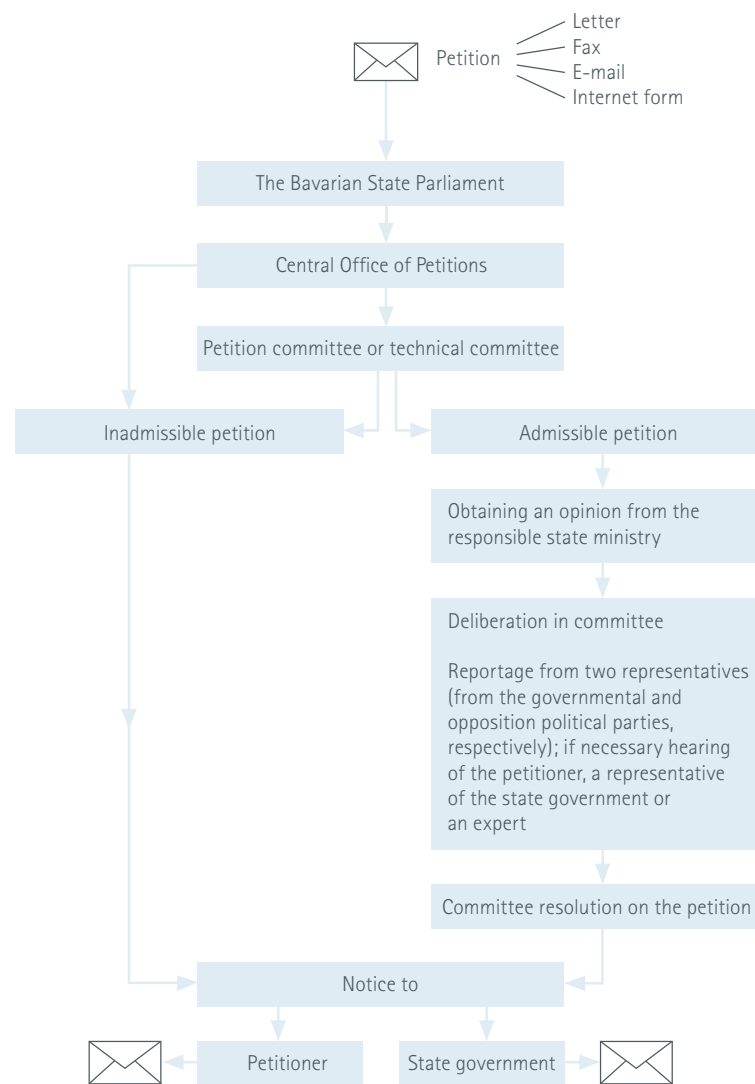 Petition
Letter
Fax
E-mail
Internet form
The Bavarian State Parliament
Central Office of Petitions
Petition committee or technical committee
Inadmissible petition
Admissible petition
Obtaining an opinion from the
responsible state ministry
Deliberation in committee
Reportage from two representatives
(from the governmental and
opposition political parties,
respectively); if necessary hearing
of the petitioner, a representative
of the state government or
an expert
Committee resolution on the petition
Notice to
Petitioner
State government